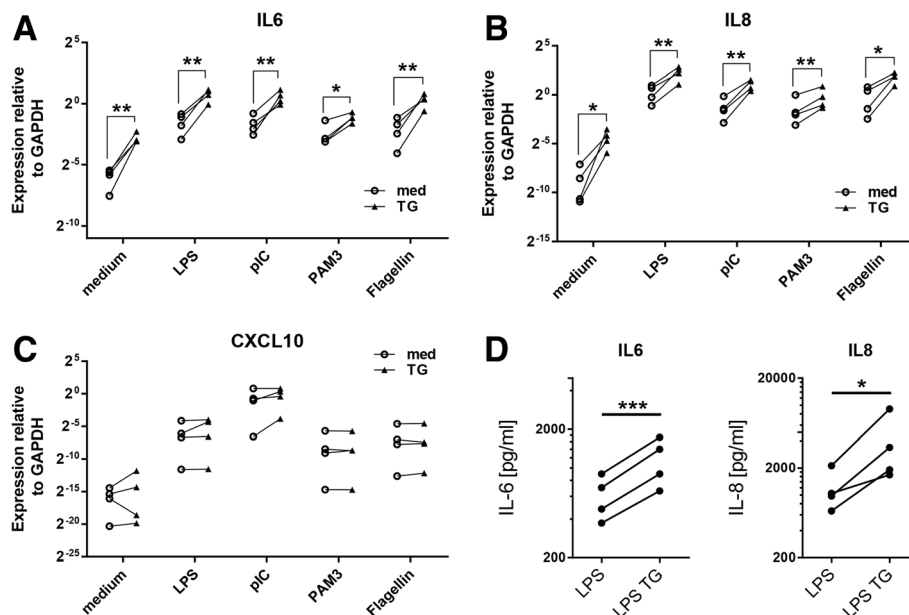 A
IL6
Expression relative
to GAPDH
2^5
2^0
2^-5
2^-10
**
**
**
*
**
med
TG
medium
LPS
pIC
PAM3
Flagellin
B
IL8
Expression relative
to GAPDH
2^5
2^0
2^-5
2^-10
2^-15
*
**
**
**
*
med
TG
medium
LPS
pIC
PAM3
Flagellin
C
CXCL10
med
TG
Expression relative
to GAPDH
2^5
2^0
2^-5
2^-10
2^-15
2^-20
2^-25
medium
LPS
pIC
PAM3
Flagellin
D
IL6
IL-6 [pg/ml]
2000
200
***
LPS
LPS TG
IL8
IL-8 [pg/ml]
20000
2000
200
*
LPS
LPS TG